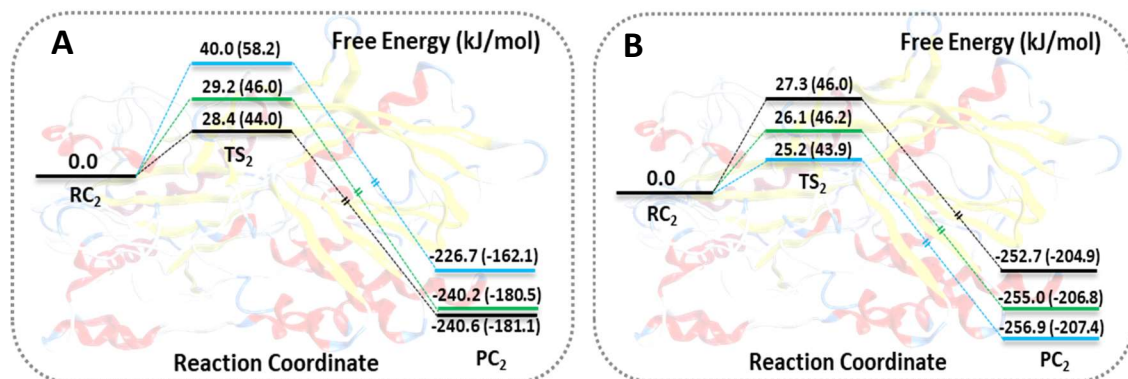 A
Free Energy (kJ/mol)
40.0 (58.2)
29.2 (46.0)
28.4 (44.0)
TS₂
0.0
RC₂
-226.7 (-162.1)
-240.2 (-180.5)
-240.6 (-181.1)
PC₂
Reaction Coordinate
B
Free Energy (kJ/mol)
27.3 (46.0)
26.1 (46.2)
25.2 (43.9)
TS₂
0.0
RC₂
-252.7 (-204.9)
-255.0 (-206.8)
-256.9 (-207.4)
PC₂
Reaction Coordinate